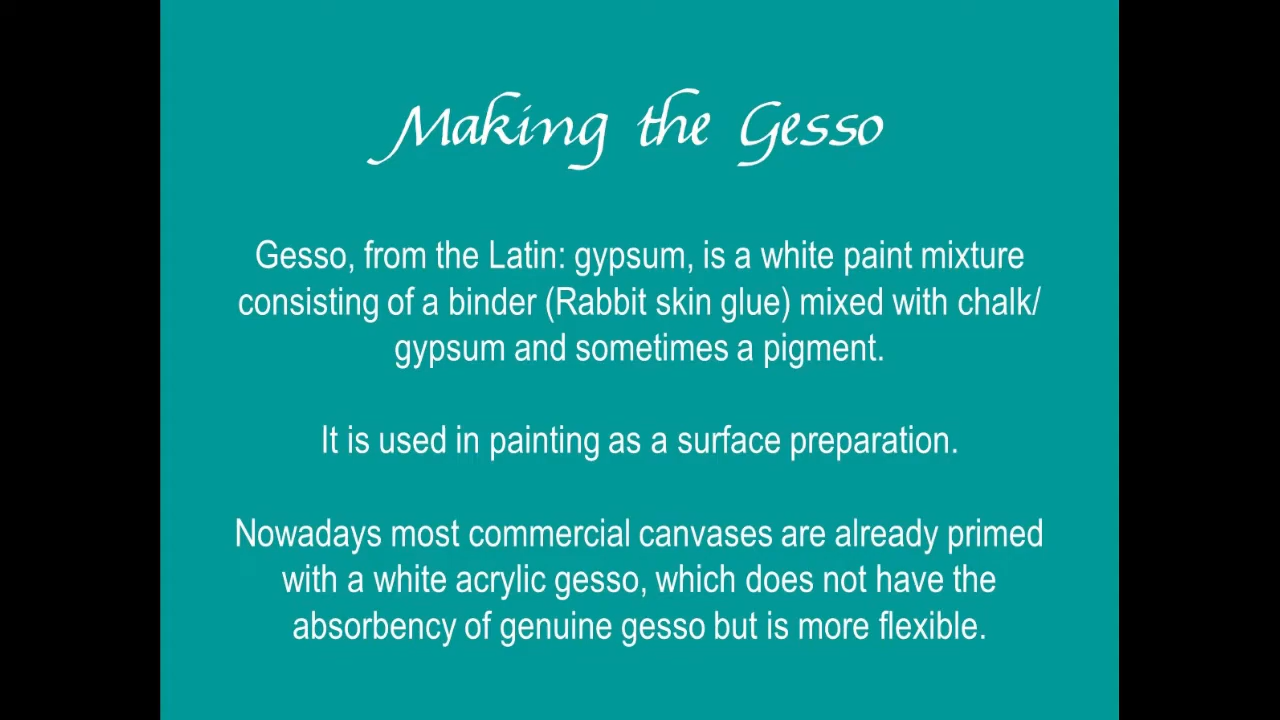 Making the Gesso
Gesso, from the Latin: gypsum, is a white paint mixture
consisting of a binder (Rabbit skin glue) mixed with chalk/
gypsum and sometimes a pigment.
It is used in painting as a surface preparation.
Nowadays most commercial canvases are already primed
with a white acrylic gesso, which does not have the
absorbency of genuine gesso but is more flexible.